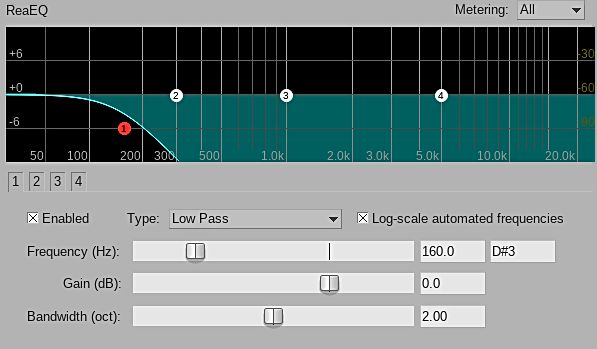 ReaEQ Metering: All
+6 -30
+0 2 3 4 -60
-6 1 -90
50 100 200 300 500 1.0k 2.0k 3.0k 5.0k 10.0k 20.0k
1 2 3 4
Enabled Type: Low Pass Log-scale automated frequencies
Frequency (Hz): 160.0 D#3
Gain (dB): 0.0
Bandwidth (oct): 2.00